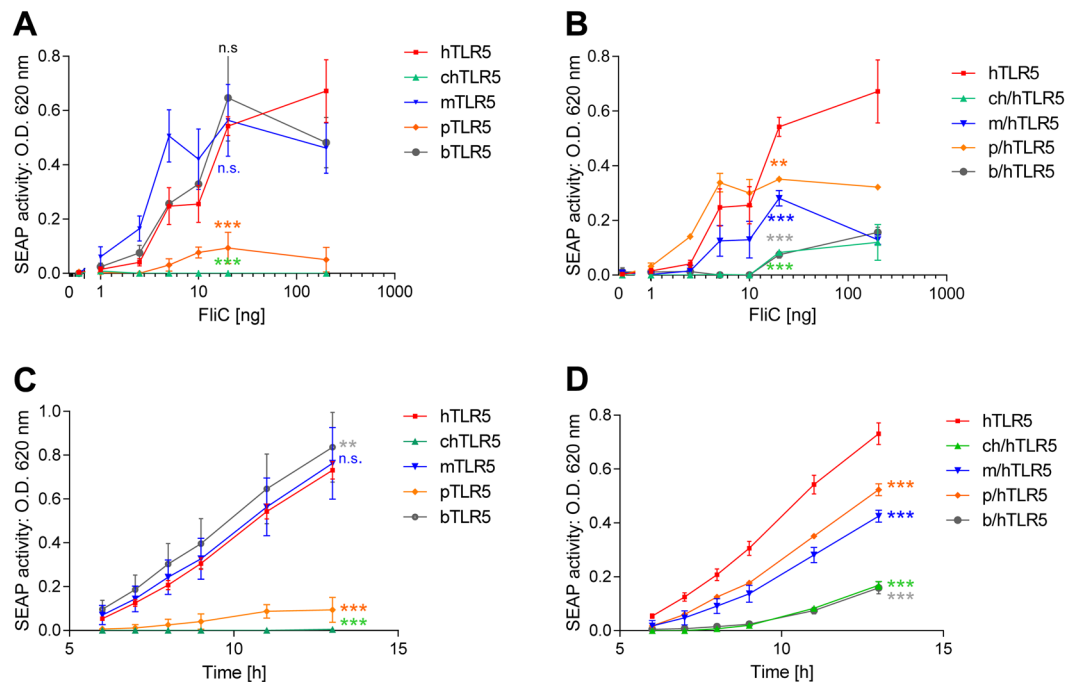 A
n.s
0.8
0.6
0.4
0.2
0.0
SEAP activity: O.D. 620 nm
n.s.
***
***
0 1 10 100 1000
FliC [ng]
hTLR5
chTLR5
mTLR5
pTLR5
bTLR5
B
0.8
0.6
0.4
0.2
0.0
SEAP activity: O.D. 620 nm
**
***
***
***
0 1 10 100 1000
FliC [ng]
hTLR5
ch/hTLR5
m/hTLR5
p/hTLR5
b/hTLR5
C
1.0
0.8
0.6
0.4
0.2
0.0
SEAP activity: O.D. 620 nm
**
n.s.
***
***
5 10 15
Time [h]
hTLR5
chTLR5
mTLR5
pTLR5
bTLR5
D
0.8
0.6
0.4
0.2
0.0
SEAP activity: O.D. 620 nm
***
***
***
***
5 10 15
Time [h]
hTLR5
ch/hTLR5
m/hTLR5
p/hTLR5
b/hTLR5